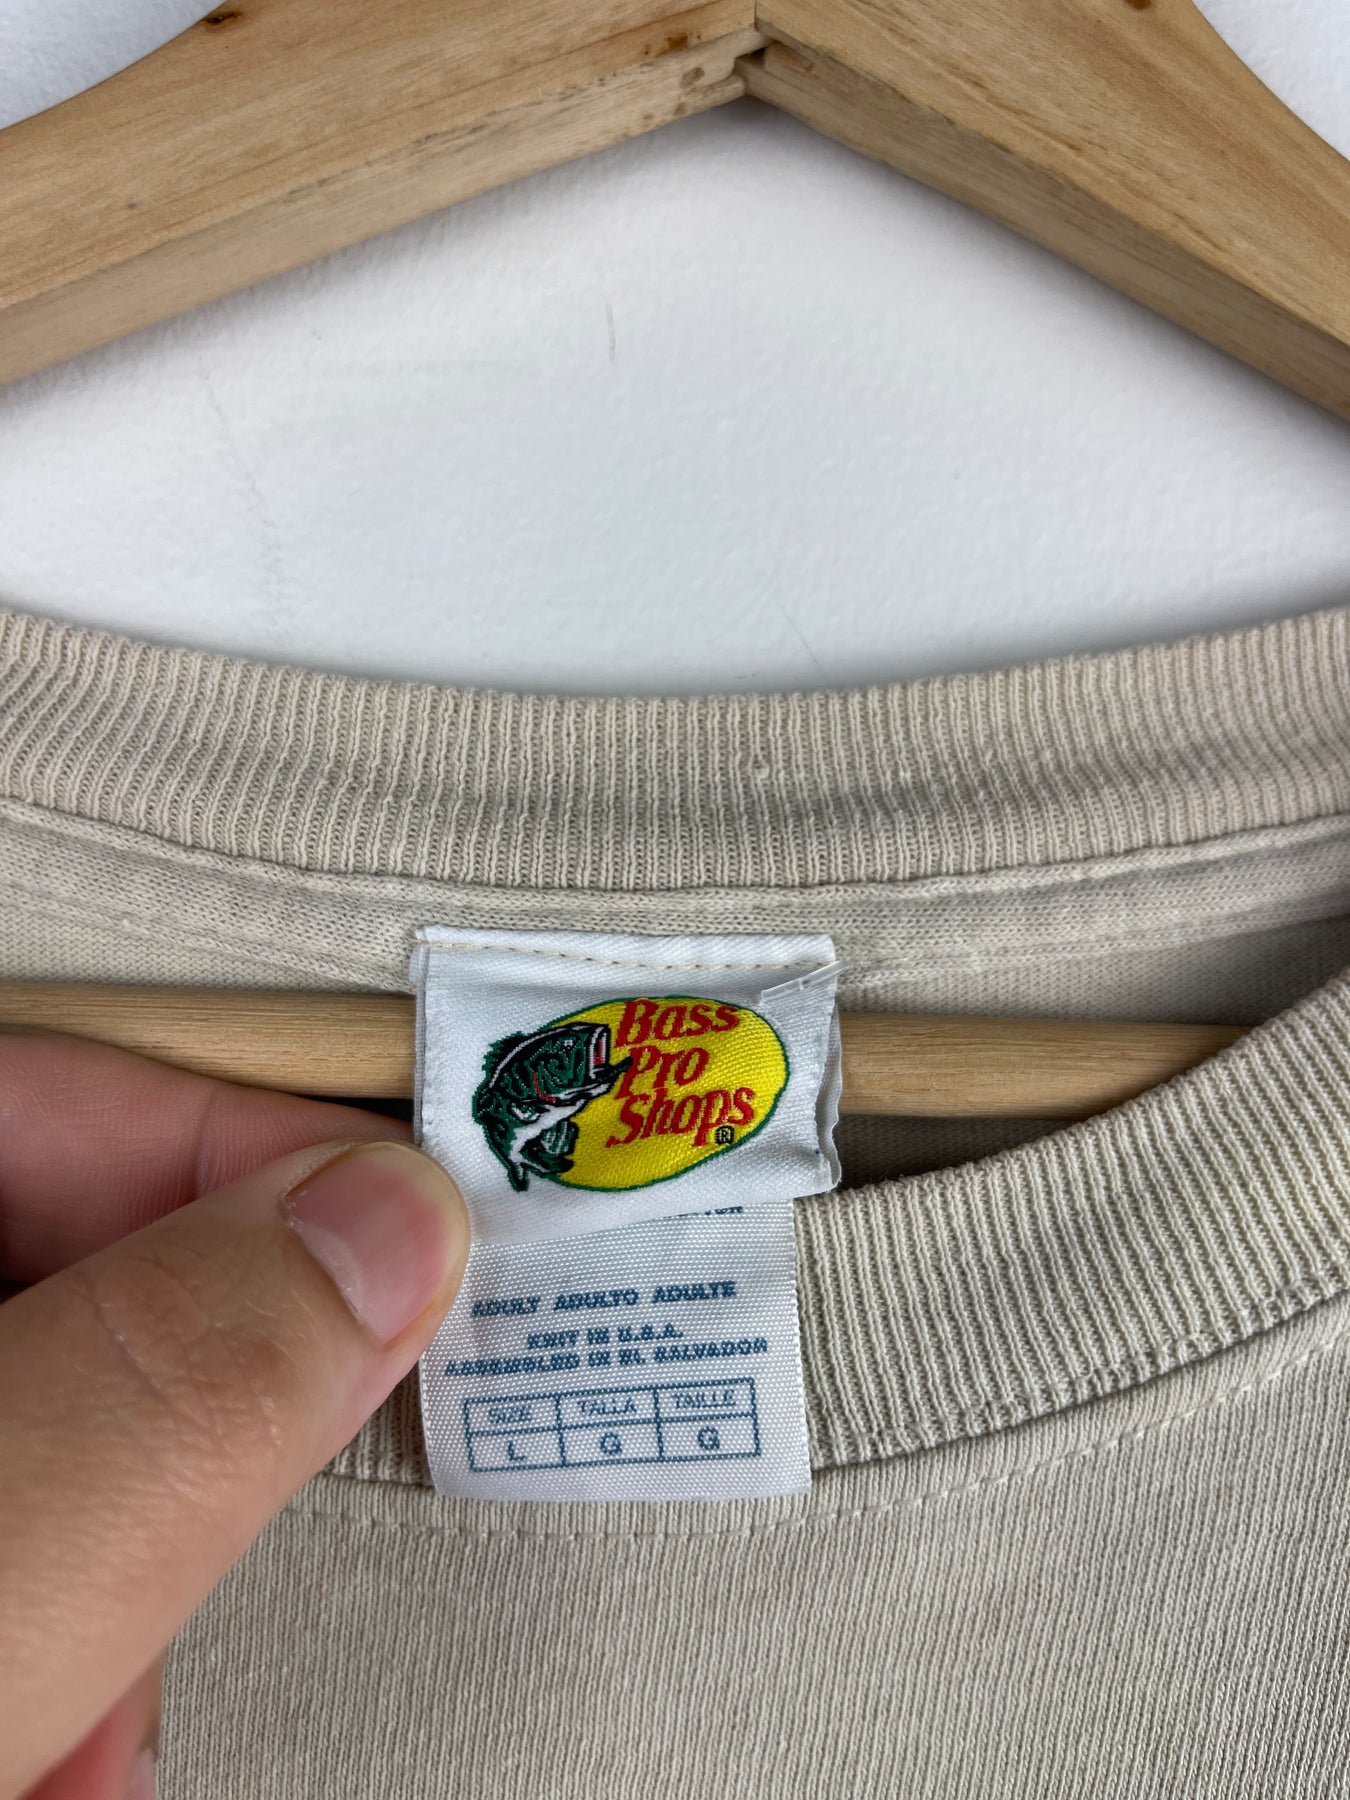 Bass
Pro
Shops®
ADULT ADULTO ADULTE
KNIT IN U.S.A.
ASSEMBLED IN EL SALVADOR
SIZE TALLA TAILLE
L G G